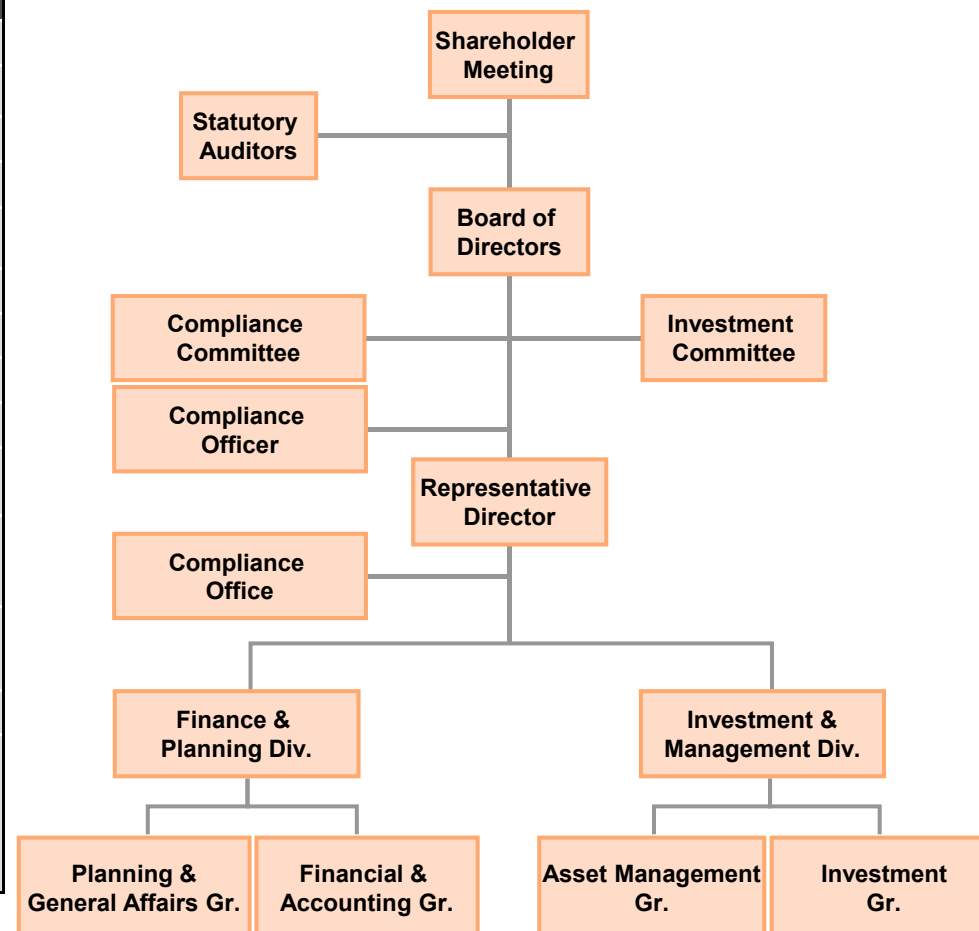 Shareholder
Meeting
Statutory
Auditors
Board of
Directors
Compliance
Committee
Investment
Committee
Compliance
Officer
Representative
Director
Compliance
Office
Finance &
Planning Div.
Investment &
Management Div.
Planning &
General Affairs Gr.
Financial &
Accounting Gr.
Asset Management
Gr.
Investment
Gr.